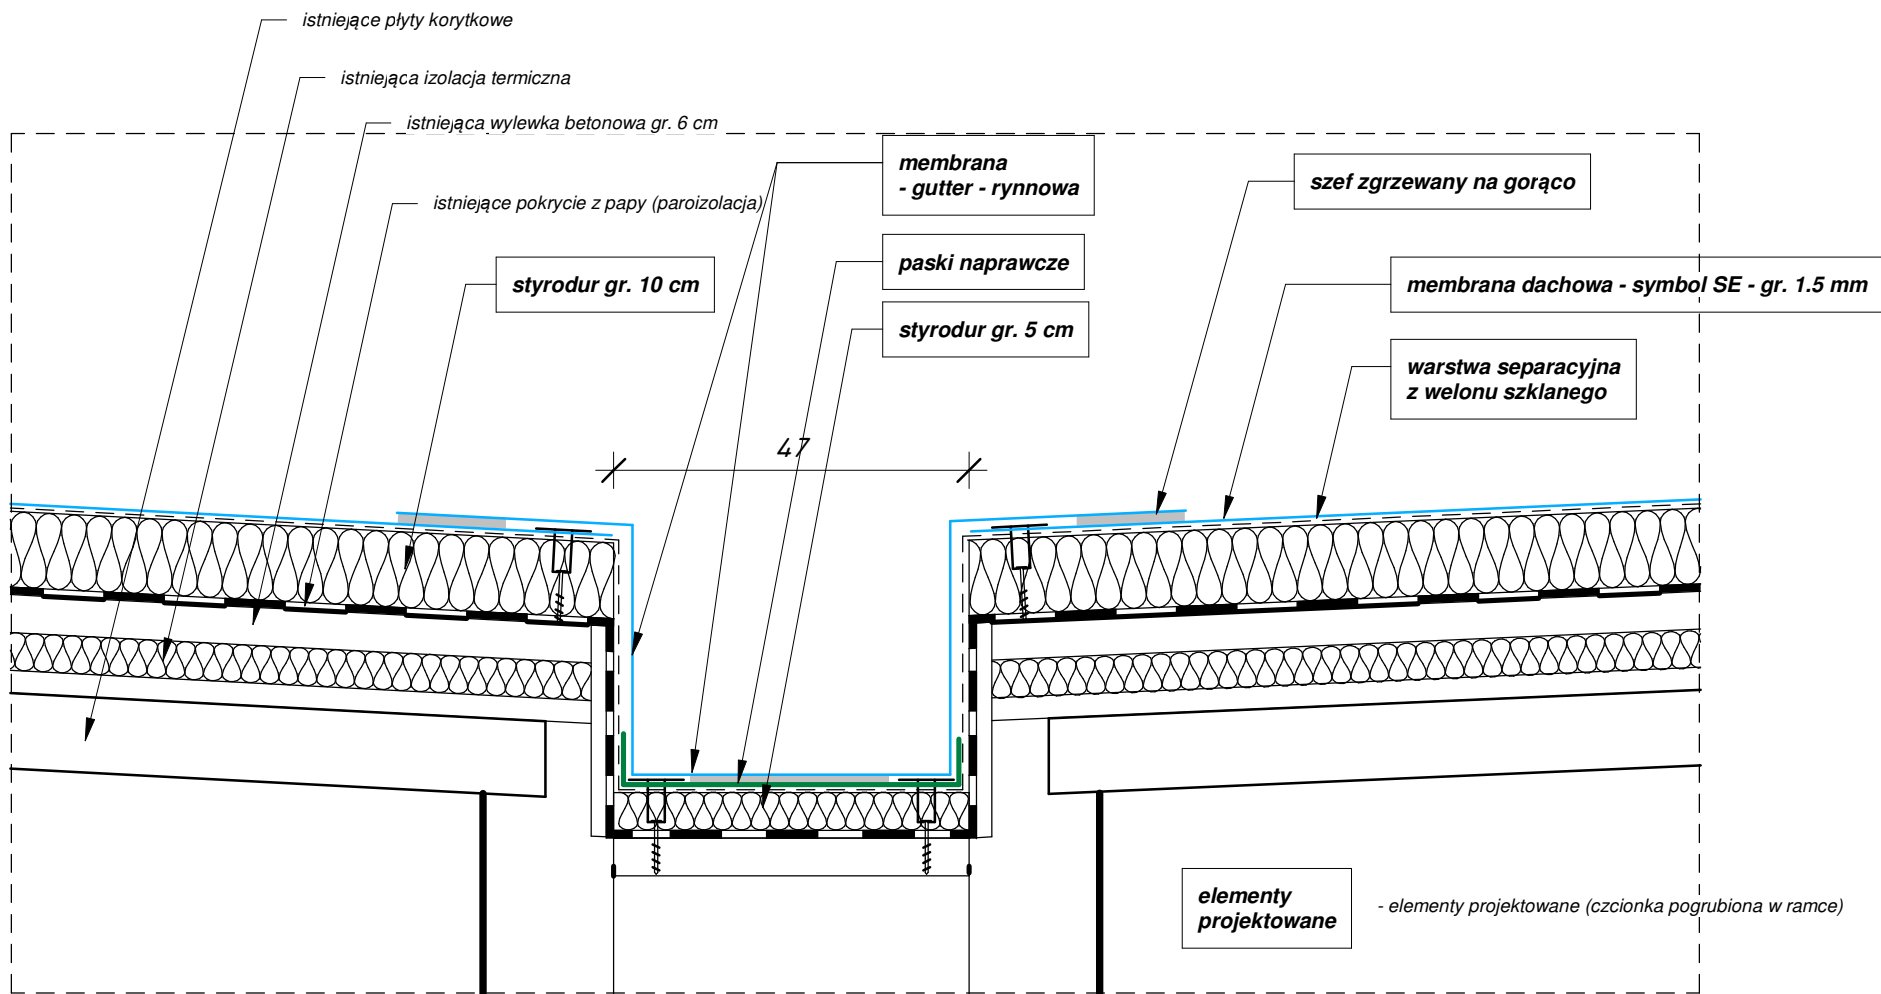 istniejące płyty korytkowe
istniejąca izolacja termiczna
istniejąca wylewka betonowa gr. 6 cm
istniejące pokrycie z papy (paroizolacja)
styrodur gr. 10 cm
membrana
- gutter - rynnowa
paski naprawcze
styrodur gr. 5 cm
szef zgrzewany na gorąco
membrana dachowa - symbol SE - gr. 1.5 mm
warstwa separacyjna
z welonu szklanego
47
elementy
projektowane
- elementy projektowane (czcionka pogrubiona w ramce)